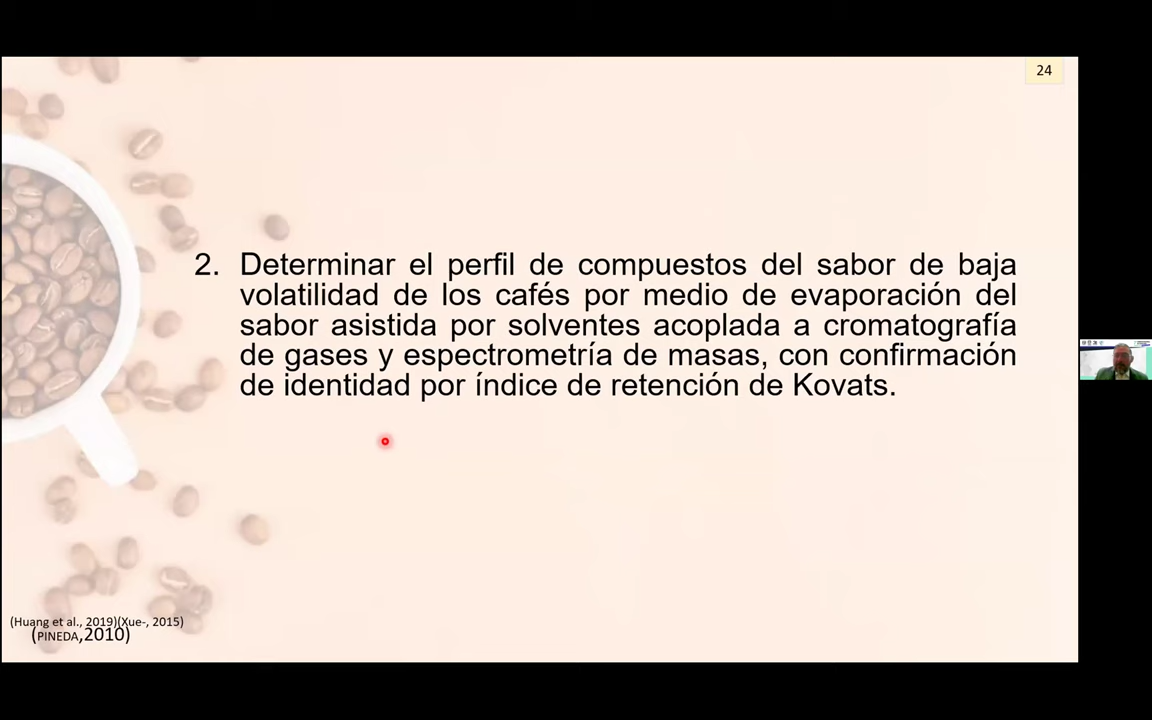 24
2. Determinar el perfil de compuestos del sabor de baja
volatilidad de los cafés por medio de evaporación del
sabor asistida por solventes acoplada a cromatografía
de gases y espectrometría de masas, con confirmación
de identidad por índice de retención de Kovats.
(Huang et al., 2019)(Xue-, 2015)
(PINEDA,2010)